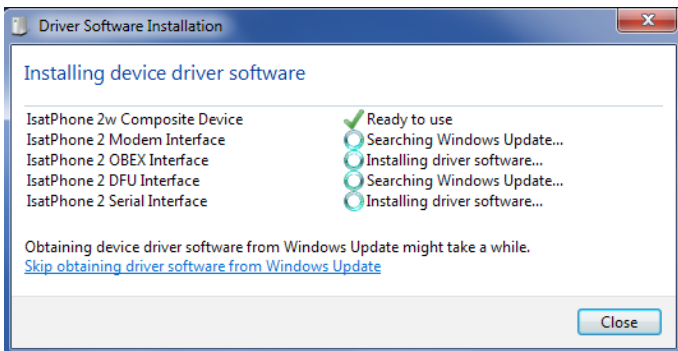 Driver Software Installation
Installing device driver software
IsatPhone 2w Composite Device Ready to use
IsatPhone 2 Modem Interface Searching Windows Update...
IsatPhone 2 OBEX Interface Installing driver software...
IsatPhone 2 DFU Interface Searching Windows Update...
IsatPhone 2 Serial Interface Installing driver software...
Obtaining device driver software from Windows Update might take a while.
Skip obtaining driver software from Windows Update
Close